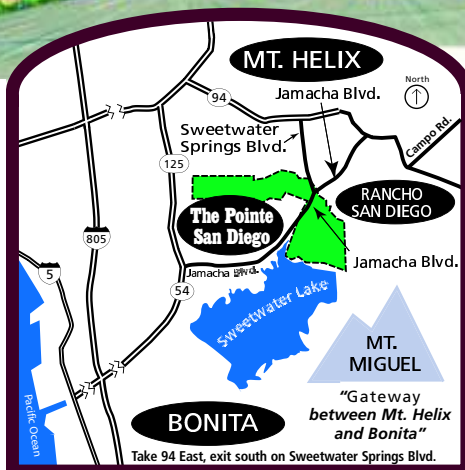 MT. HELIX
North
94
Jamacha Blvd.
Sweetwater
Springs Blvd.
Campo Rd.
125
RANCHO
SAN DIEGO
The Pointe
San Diego
805
Jamacha Blvd.
5
Jamacha Blvd.
54
Sweetwater Lake
MT.
MIGUEL
Pacific Ocean
"Gateway
between Mt. Helix
and Bonita"
BONITA
Take 94 East, exit south on Sweetwater Springs Blvd.